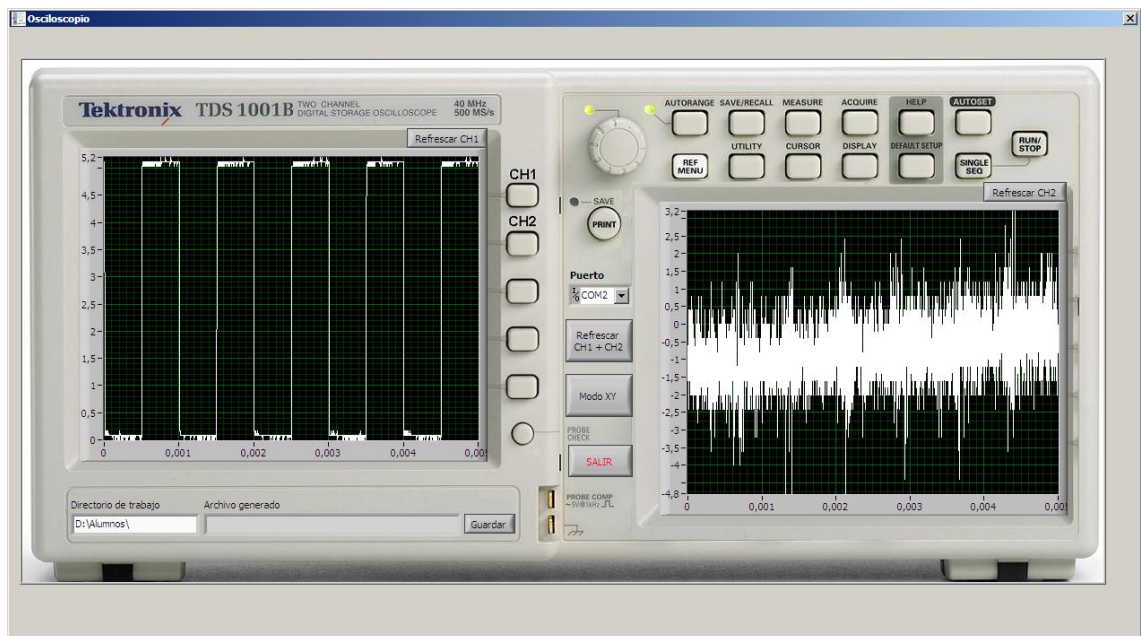 Osciloscopio
Tektronix TDS 1001B TWO CHANNEL DIGITAL STORAGE OSCILLOSCOPE 40 MHz 500 MS/s
Refrescar CH1
5,2
4,5
4
3,5
3
2,5
2
1,5
1
0,5
0
0 0,001 0,002 0,003 0,004 0,005
CH1
CH2
Directorio de trabajo Archivo generado
D:\Alumnos\ Guardar
AUTORANGE SAVE/RECALL MEASURE ACQUIRE HELP AUTOSET
REF MENU UTILITY CURSOR DISPLAY DEFAULT SETUP SINGLE SEQ RUN/STOP
SAVE
PRINT
Puerto
COM2
Refrescar
CH1 + CH2
Modo XY
PROBE
CHECK
SALIR
PROBE COMP
~5V@1kHz
Refrescar CH2
3,2
2,5
2
1,5
1
0,5
0
-0,5
-1
-1,5
-2
-2,5
-3
-3,5
-4
-4,8
0 0,001 0,002 0,003 0,004 0,005